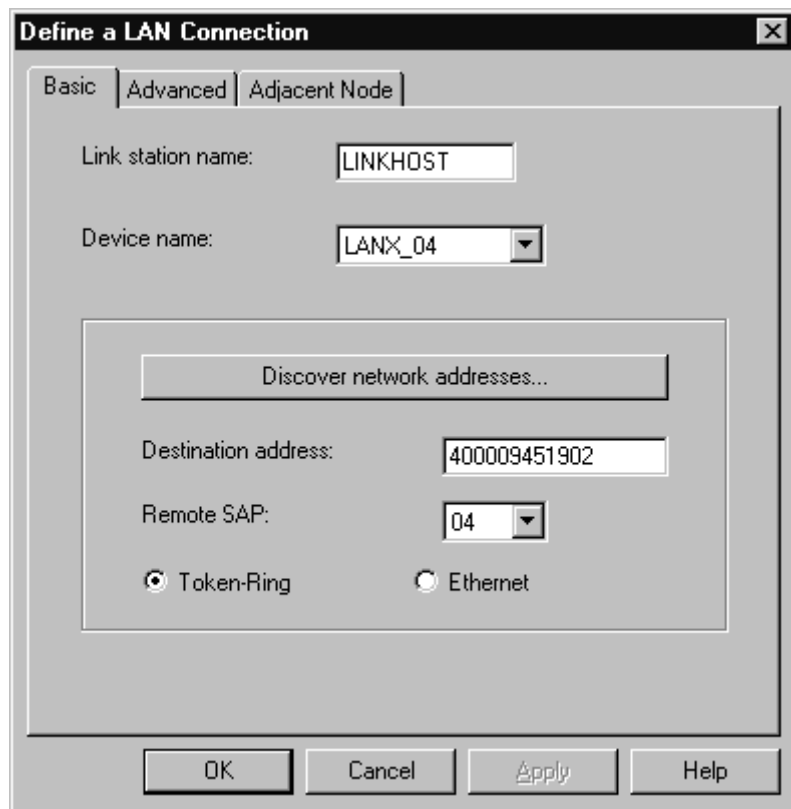 Define a LAN Connection
Basic Advanced Adjacent Node
Link station name: LINKHOST
Device name: LANX_04
Discover network addresses...
Destination address: 400009451902
Remote SAP: 04
Token-Ring Ethernet
OK Cancel Apply Help